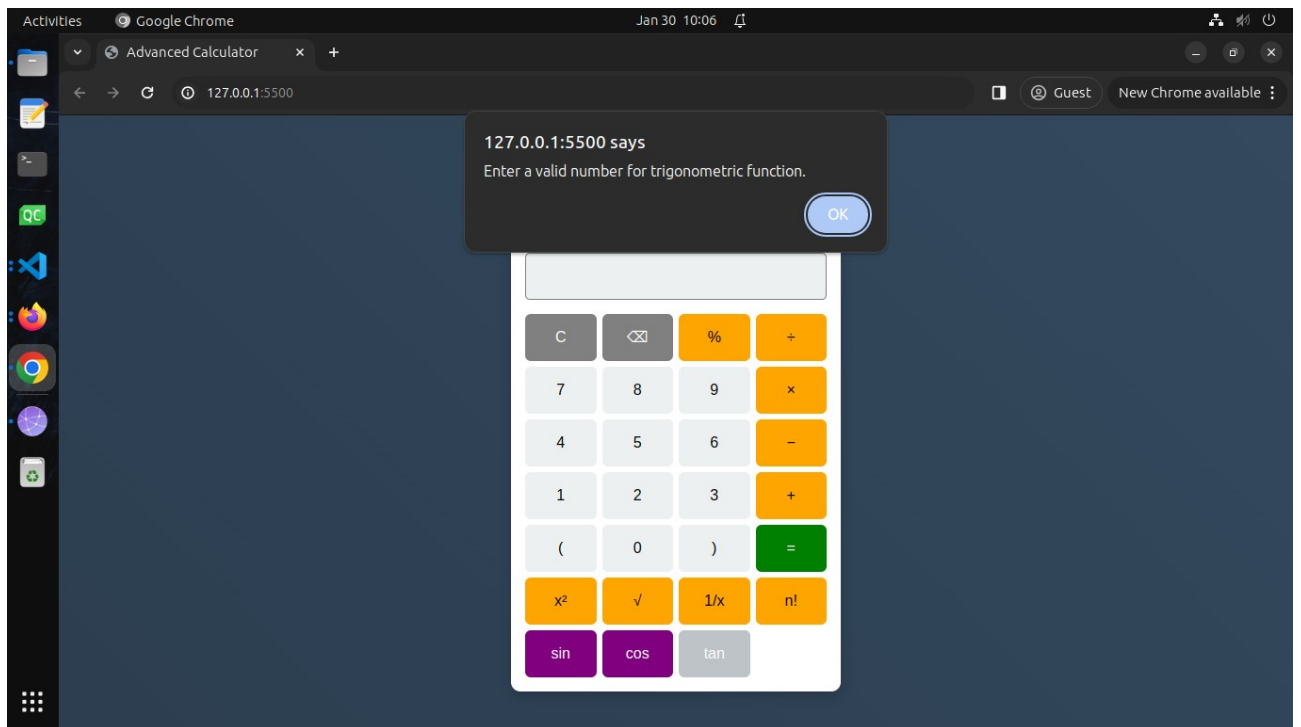 Activities Google Chrome Jan 30 10:06
Advanced Calculator × +
127.0.0.1:5500 Guest New Chrome available
127.0.0.1:5500 says
Enter a valid number for trigonometric function.
OK
C ⌫ % ÷
7 8 9 ×
4 5 6 −
1 2 3 +
( 0 ) =
x² √ 1/x n!
sin cos tan
QC